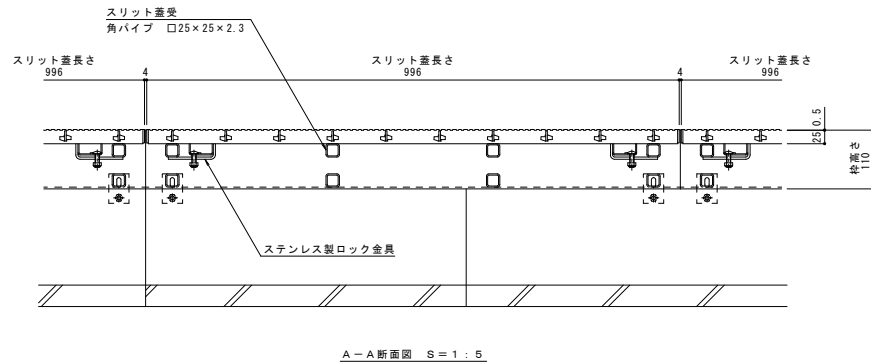 スリット蓋受
角パイプ □25×25×2.3
スリット蓋長さ
996
4
スリット蓋長さ
996
4
スリット蓋長さ
996
0.5
25
枠高さ
110
ステンレス製ロック金具
A－A断面図 S＝1：5